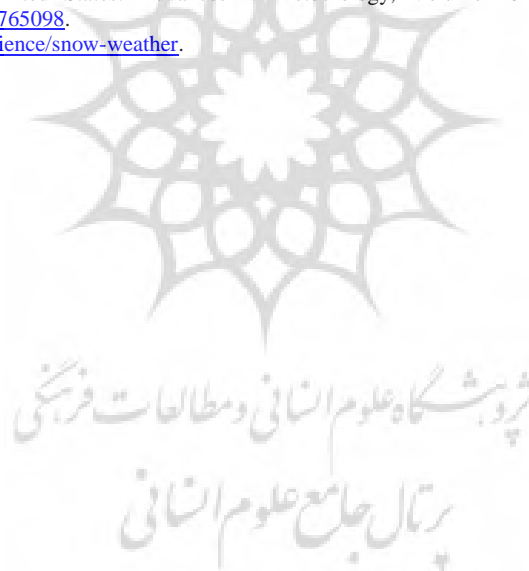 765098.
ience/snow-weather.
پژوهشگاه علوم انسانی و مطالعات فرهنگی
پرتال جامع علوم انسانی